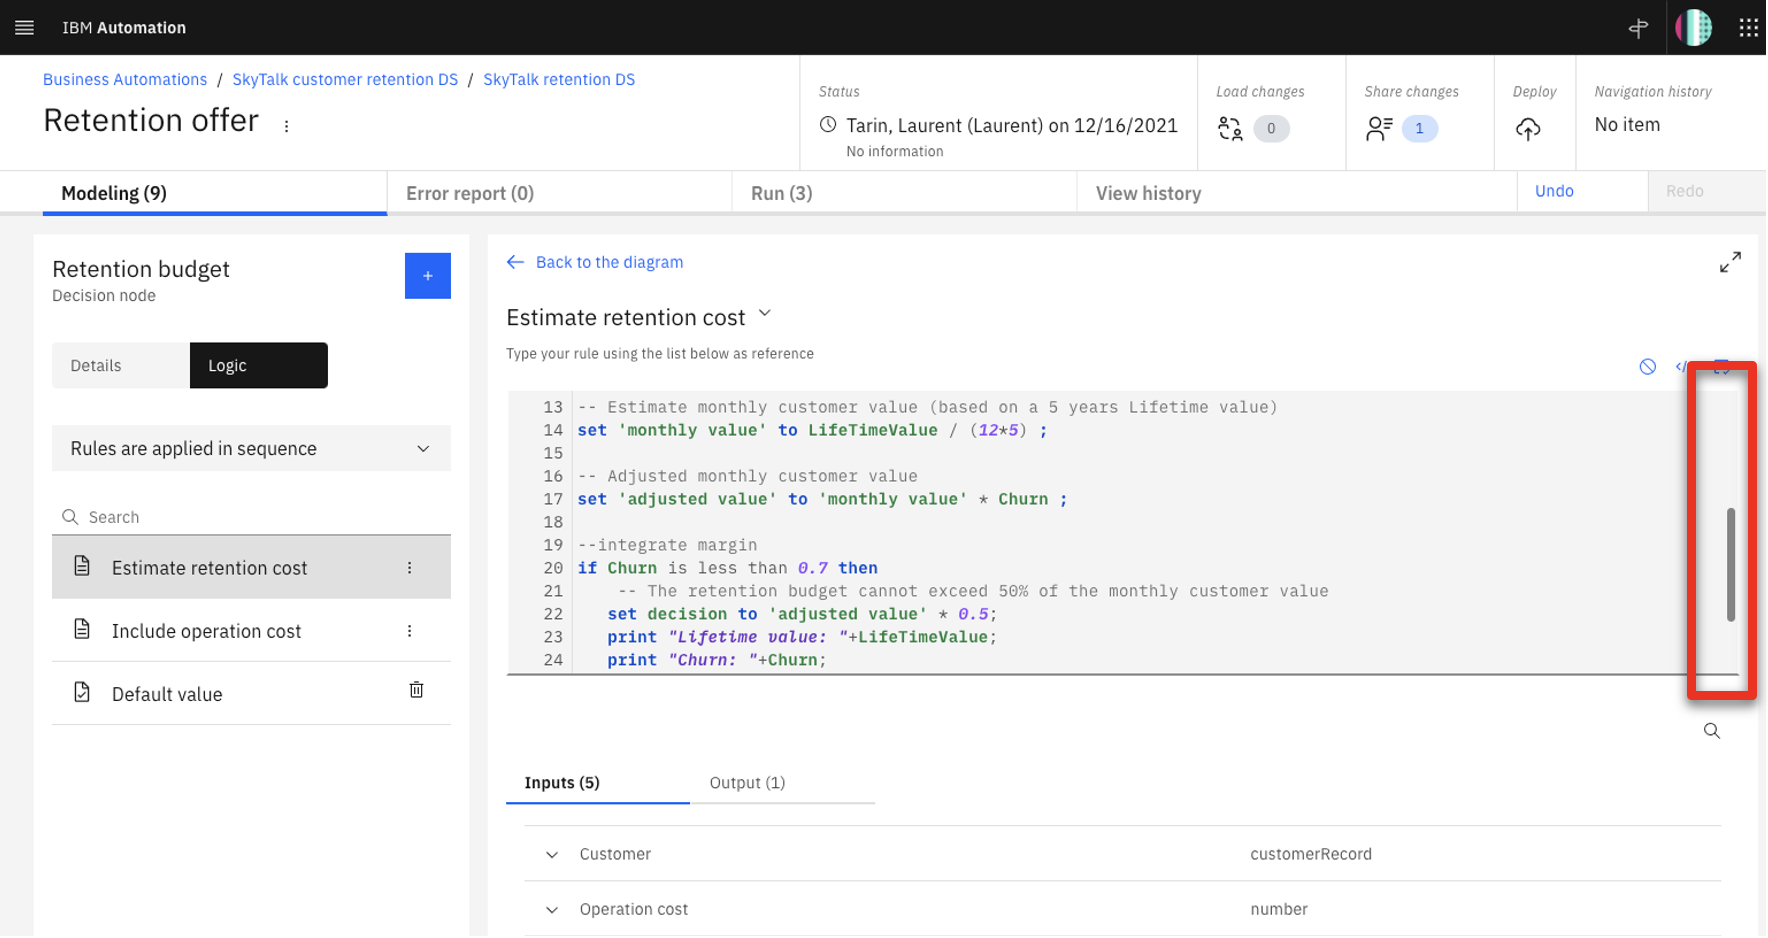 IBM Automation
Business Automations / SkyTalk customer retention DS / SkyTalk retention DS
Retention offer
Status
Tarin, Laurent (Laurent) on 12/16/2021
No information
Load changes
0
Share changes
1
Deploy
Navigation history
No item
Modeling (9)
Error report (0)
Run (3)
View history
Undo
Redo
Retention budget
Decision node
+
Details
Logic
Rules are applied in sequence
Search
Estimate retention cost
Include operation cost
Default value
Back to the diagram
Estimate retention cost
Type your rule using the list below as reference
13 -- Estimate monthly customer value (based on a 5 years Lifetime value)
14 set 'monthly value' to LifeTimeValue / (12*5) ;
15
16 -- Adjusted monthly customer value
17 set 'adjusted value' to 'monthly value' * Churn ;
18
19 --integrate margin
20 if Churn is less than 0.7 then
21 -- The retention budget cannot exceed 50% of the monthly customer value
22 set decision to 'adjusted value' * 0.5;
23 print "Lifetime value: "+LifeTimeValue;
24 print "Churn: "+Churn;
Inputs (5)
Output (1)
Customer customerRecord
Operation cost number